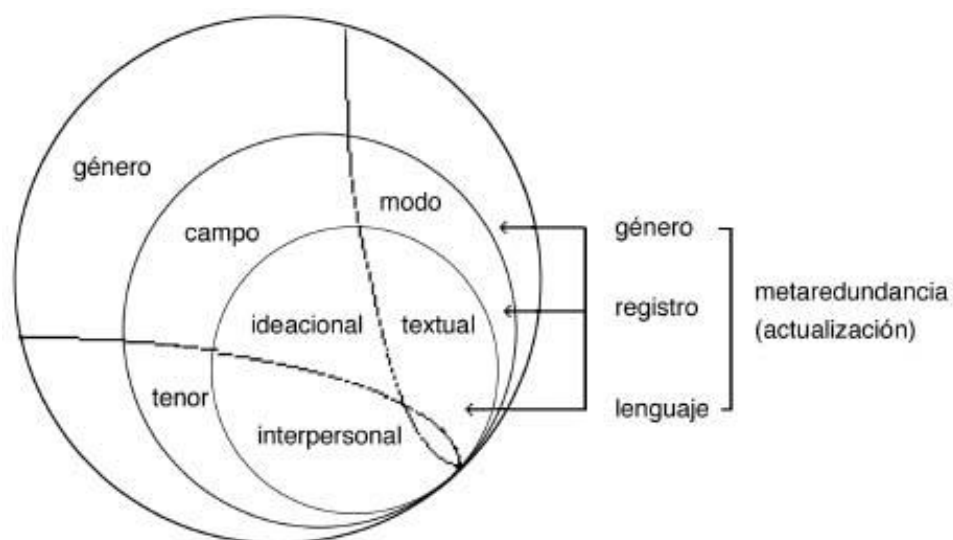 género
modo
campo
género
metaredundancia
registro
(actualización)
ideacional
textual
tenor
lenguaje
interpersonal